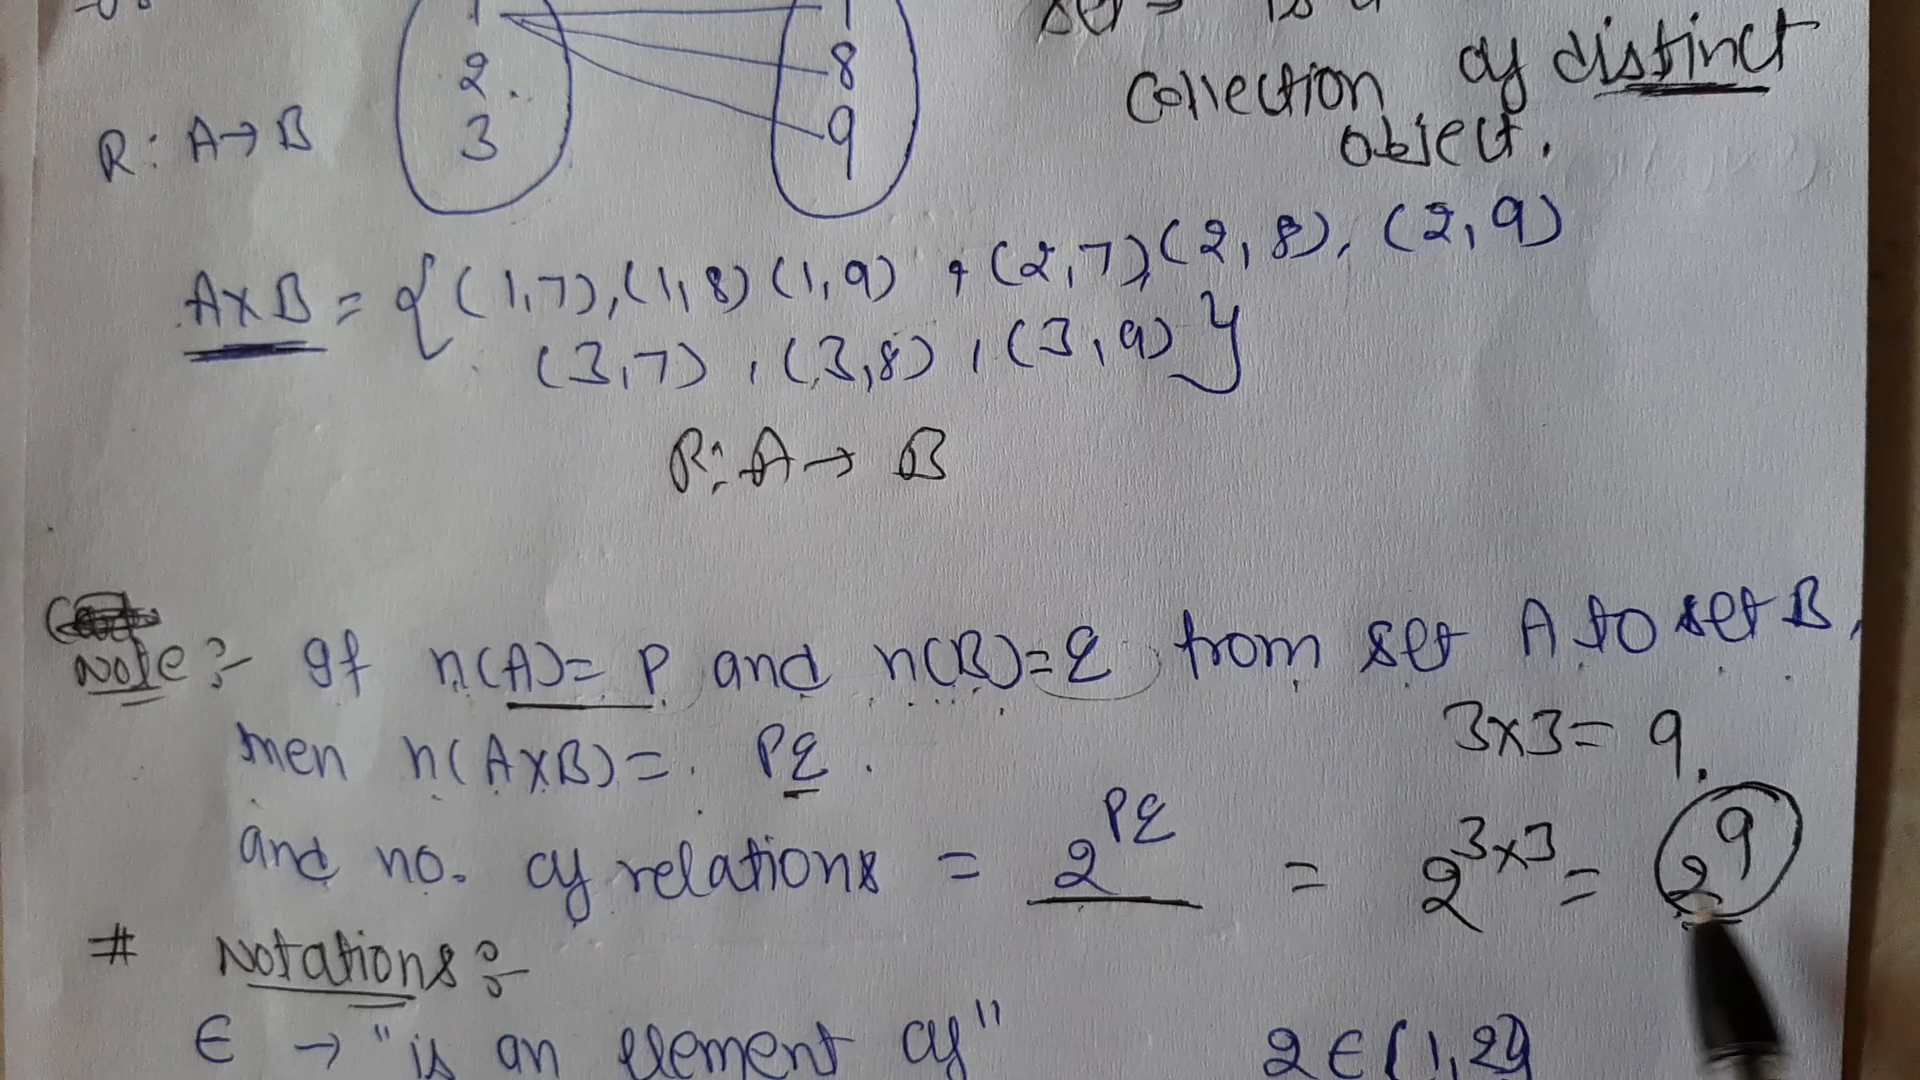 2
8
Collection of distinct
object.
R: A→B
3
9
A×B = {(1,7),(1,8)(1,9), (2,7),(2,8), (2,9)
(3,7), (3,8), (3,9)}
R: A→ B
Note:- If n(A)= P and n(B)=q from set A to set B,
then n(A×B)= Pq.
3×3= 9.
and no. of relations = 2^Pq = 2^3×3 = 2^9
# Notations:-
∈ → "is an element of" 2∈{1,2}